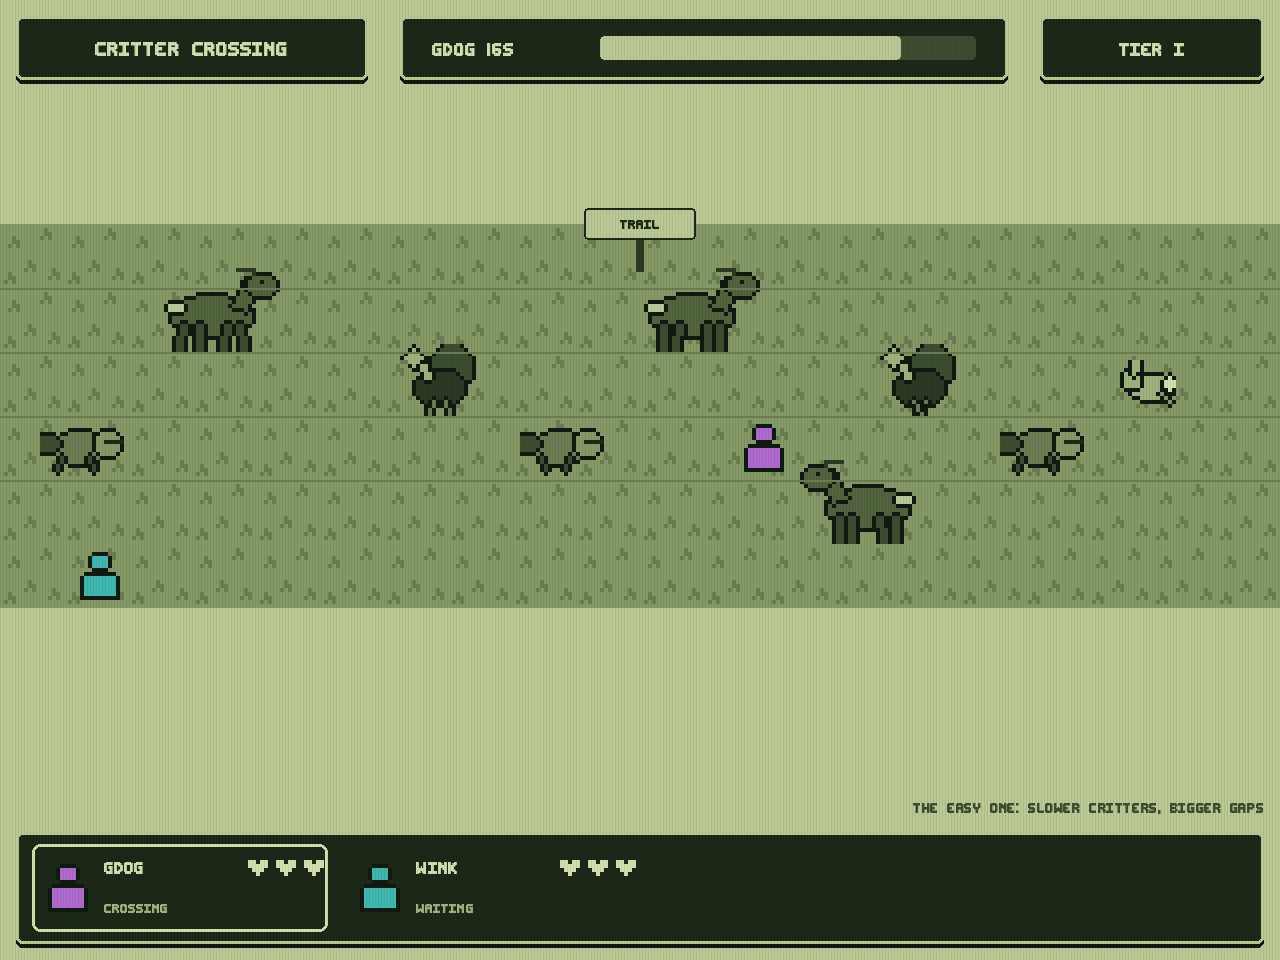 CRITTER CROSSING
GDOG 16S
TIER I
TRAIL
THE EASY ONE: SLOWER CRITTERS, BIGGER GAPS
GDOG
CROSSING
WINK
WAITING